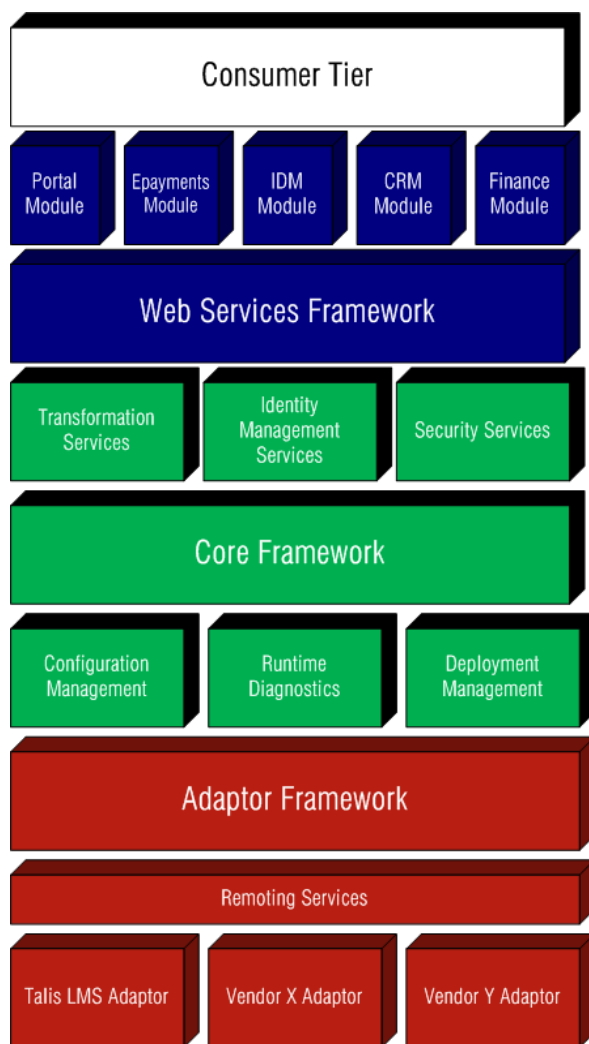 Consumer Tier
Portal
Module
Epayments
Module
IDM
Module
CRM
Module
Finance
Module
Web Services Framework
Transformation
Services
Identity
Management
Services
Security Services
Core Framework
Configuration
Management
Runtime
Diagnostics
Deployment
Management
Adaptor Framework
Remoting Services
Talis LMS Adaptor
Vendor X Adaptor
Vendor Y Adaptor